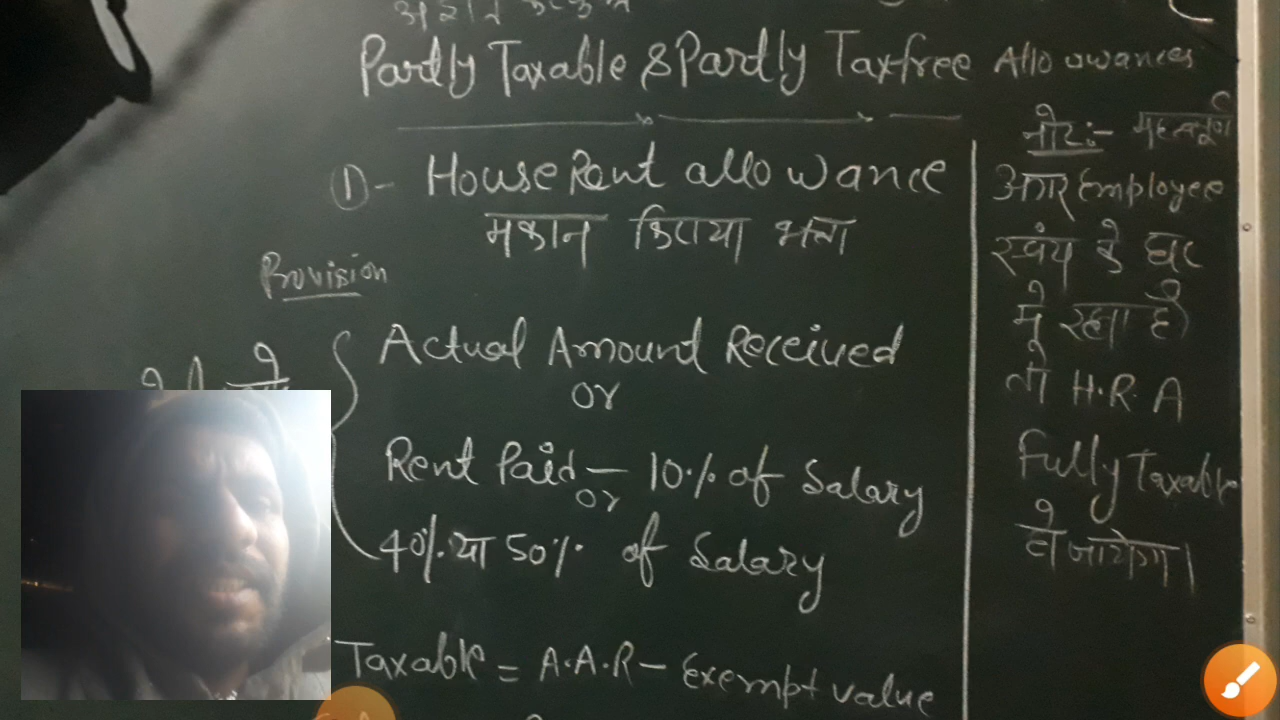 Partly Taxable & Partly Taxfree Allowances
①- House Rent allowance
मकान किराया भत्ता
Provision
Actual Amount Received
or
Rent Paid - 10% of Salary
or
40% या 50% of Salary
Taxable = A.A.R - Exempt value
नोट:- महत्वपूर्ण
अगर Employee
स्वंय के घर
में रहता है
तो H.R.A
Fully Taxable
हो जायेगा।